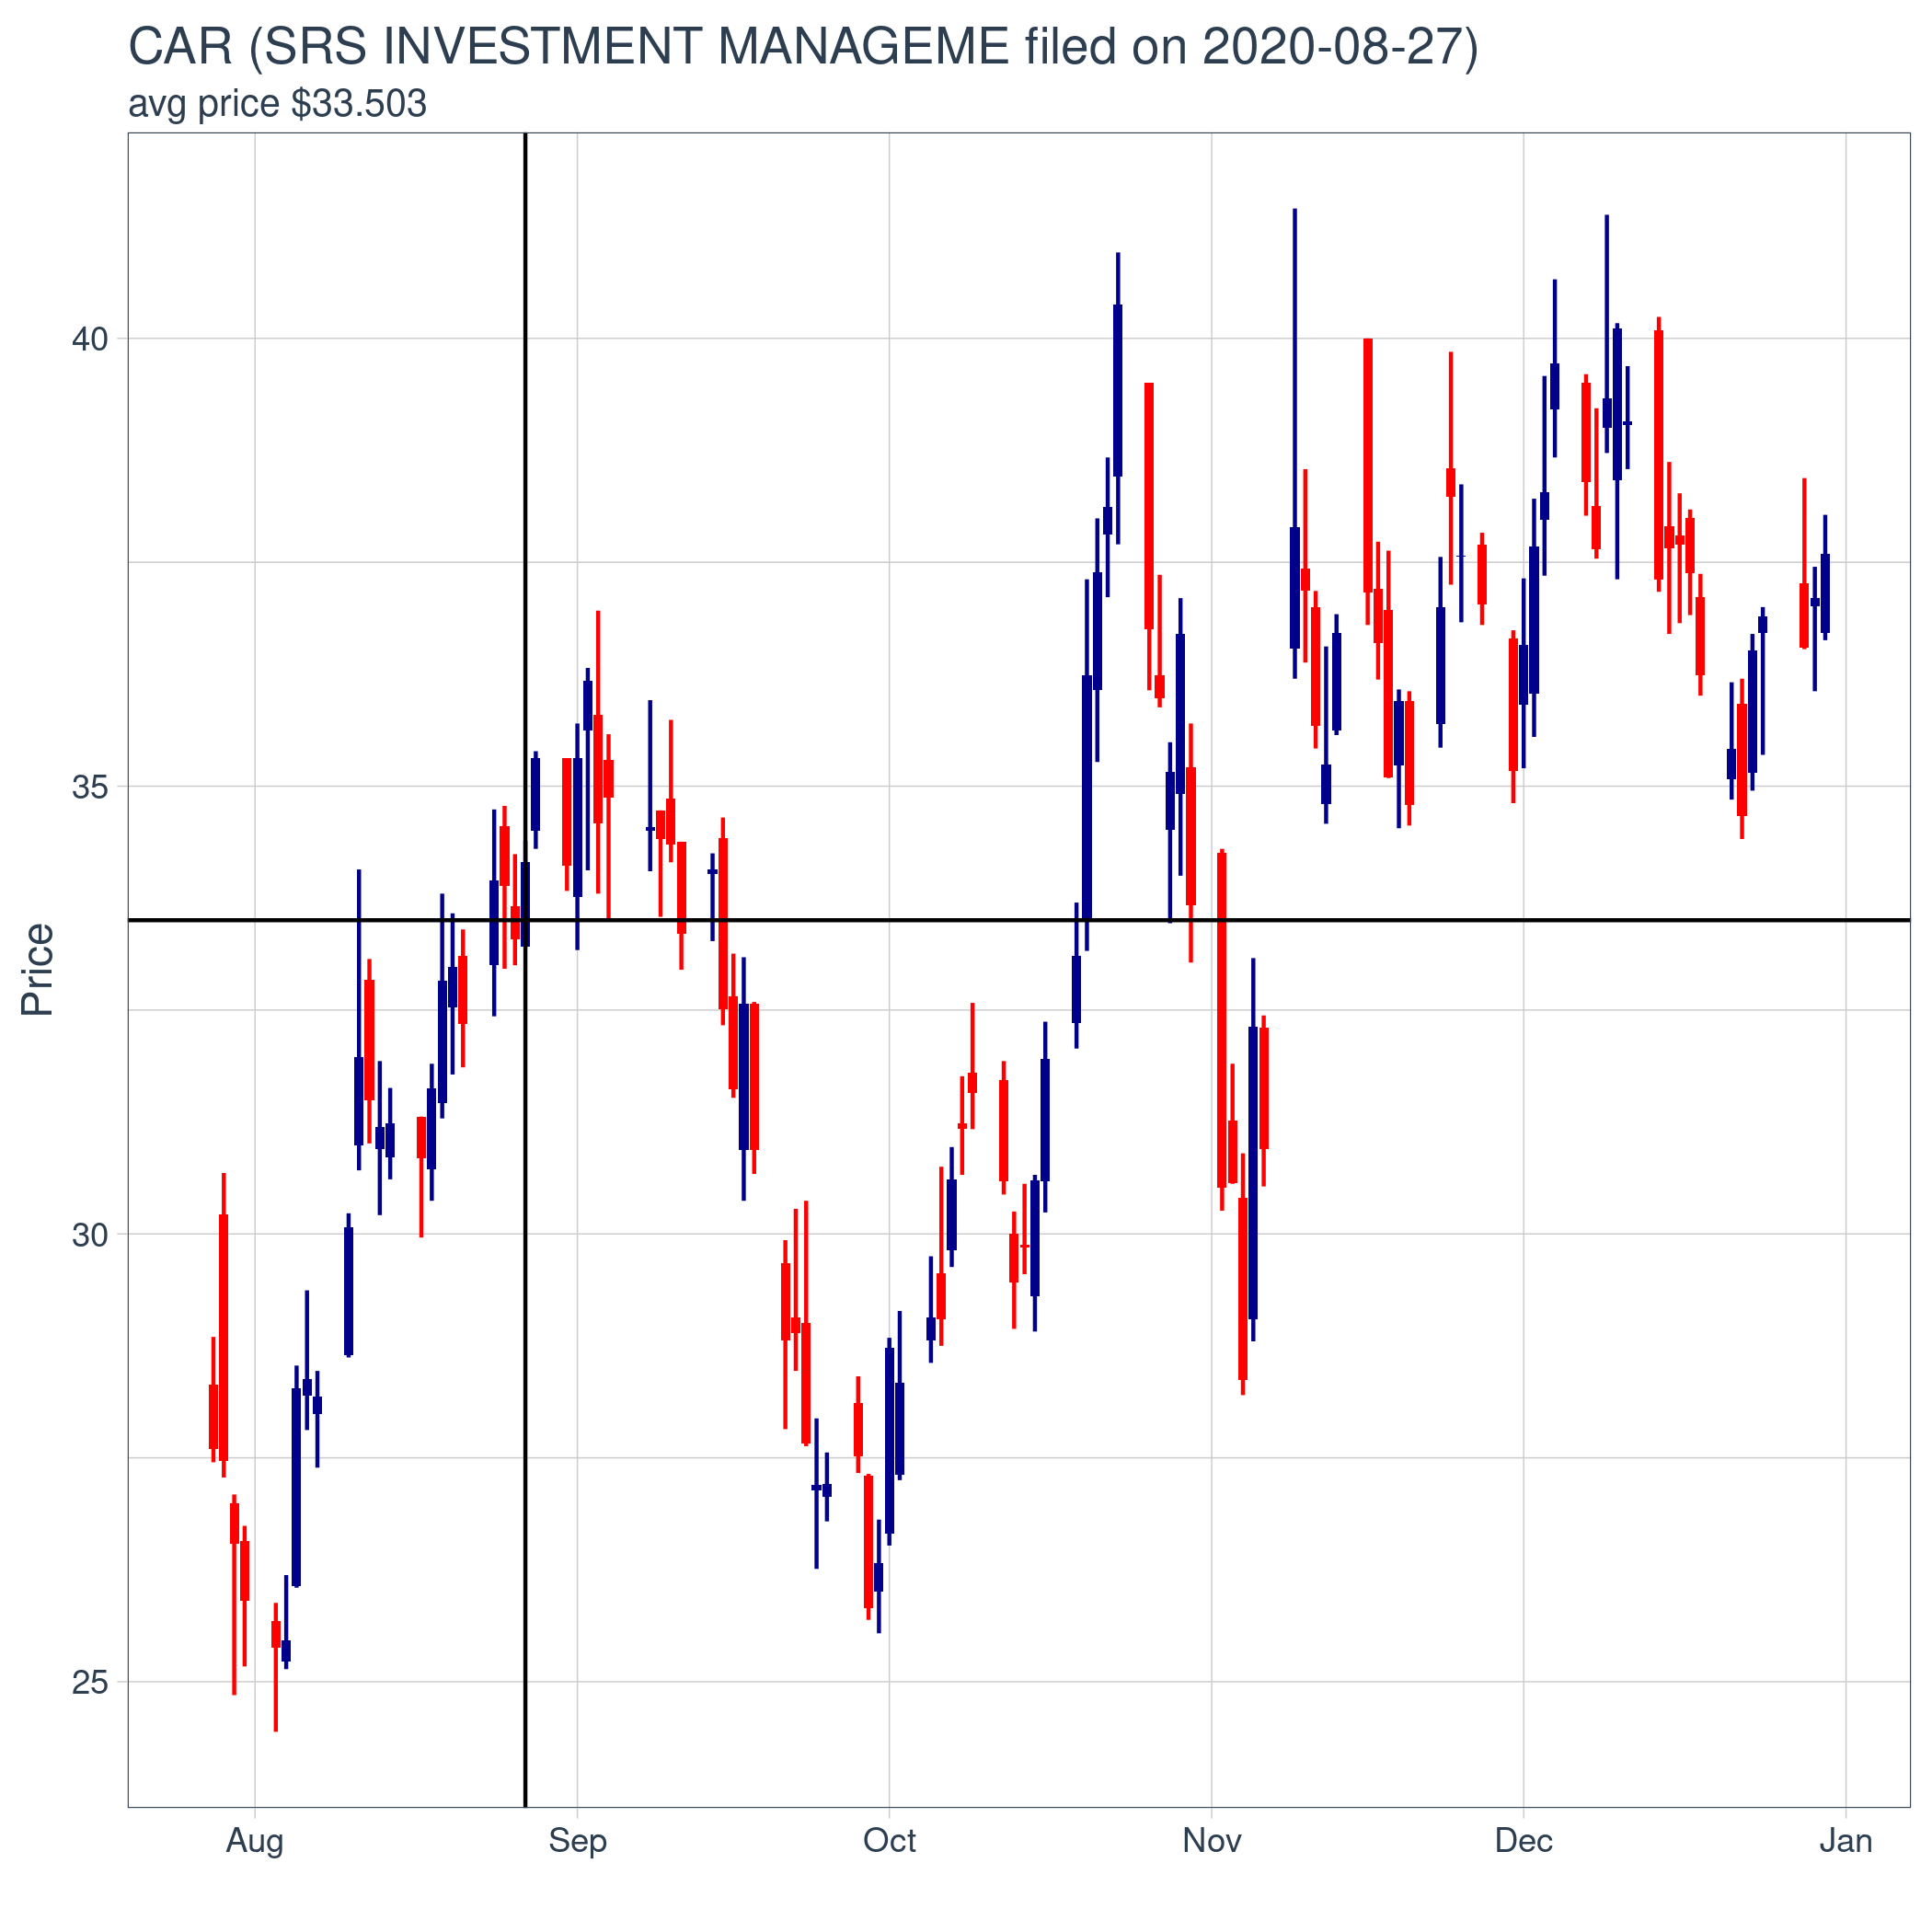 CAR (SRS INVESTMENT MANAGEME filed on 2020-08-27)
avg price $33.503
40
35
30
25
Price
Aug Sep Oct Nov Dec Jan